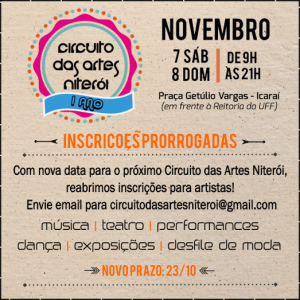 circuito
das artes
niterói
1 ANO
NOVEMBRO
7 SÁB
8 DOM
DE 9H
ÀS 21H
Praça Getúlio Vargas - Icaraí
(em frente à Reitoria da UFF)
INSCRICOES PRORROGADAS
Com nova data para o próximo Circuito das Artes Niterói,
reabrimos inscrições para artistas!
Envie email para circuitodasartesniteroi@gmail.com
música | teatro | performances
dança | exposições | desfile de moda
NOVO PRAZO: 23/10